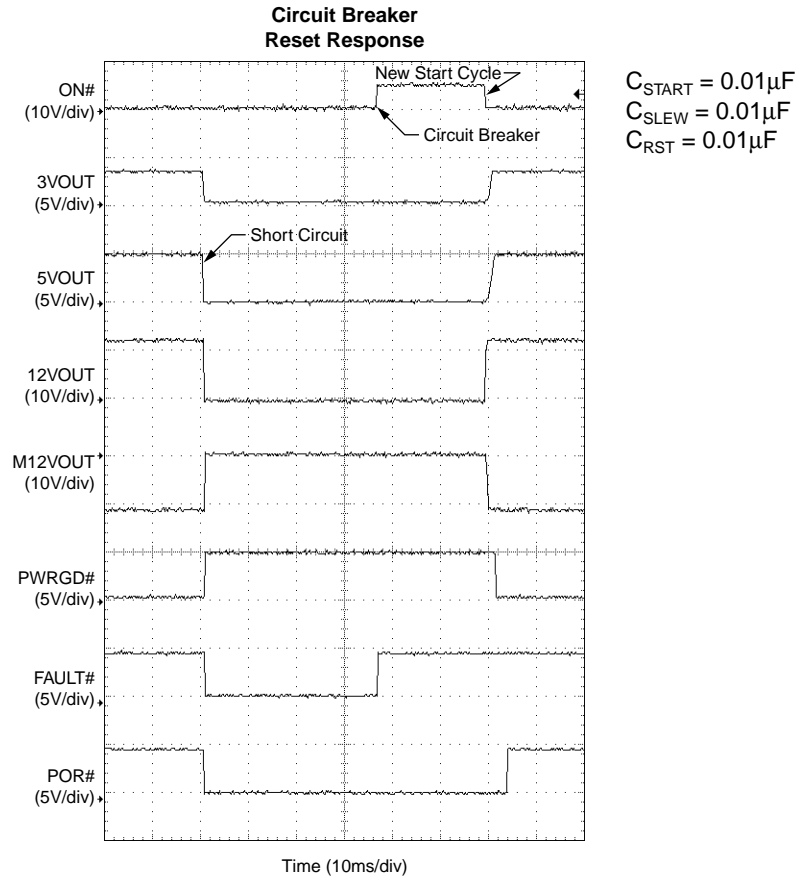 Circuit Breaker
Reset Response
ON#
(10V/div)
New Start Cycle
Circuit Breaker
C_START = 0.01µF
C_SLEW = 0.01µF
C_RST = 0.01µF
3VOUT
(5V/div)
Short Circuit
5VOUT
(5V/div)
12VOUT
(10V/div)
M12VOUT
(10V/div)
PWRGD#
(5V/div)
FAULT#
(5V/div)
POR#
(5V/div)
Time (10ms/div)